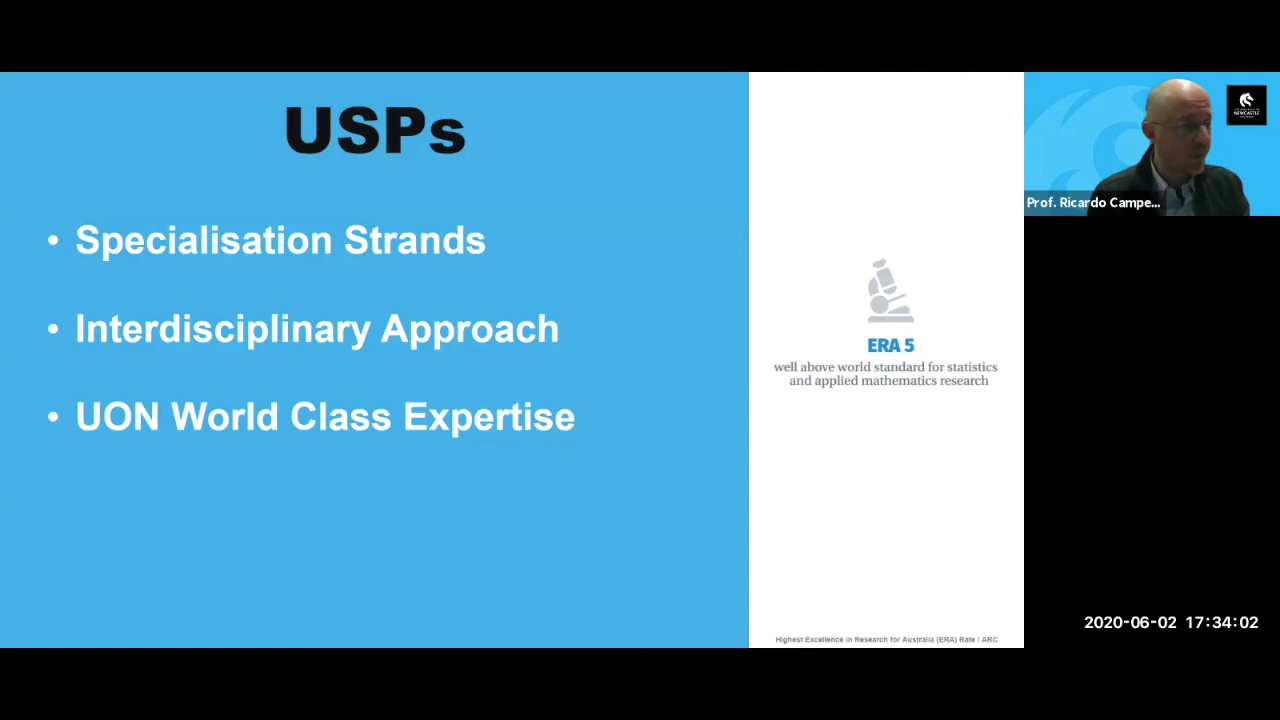 USPs
• Specialisation Strands
• Interdisciplinary Approach
• UON World Class Expertise
ERA 5
well above world standard for statistics
and applied mathematics research
Highest Excellence in Research for Australia (ERA) Rate / ARC
NEWCASTLE
Prof. Ricardo Campe...
2020-06-02 17:34:02